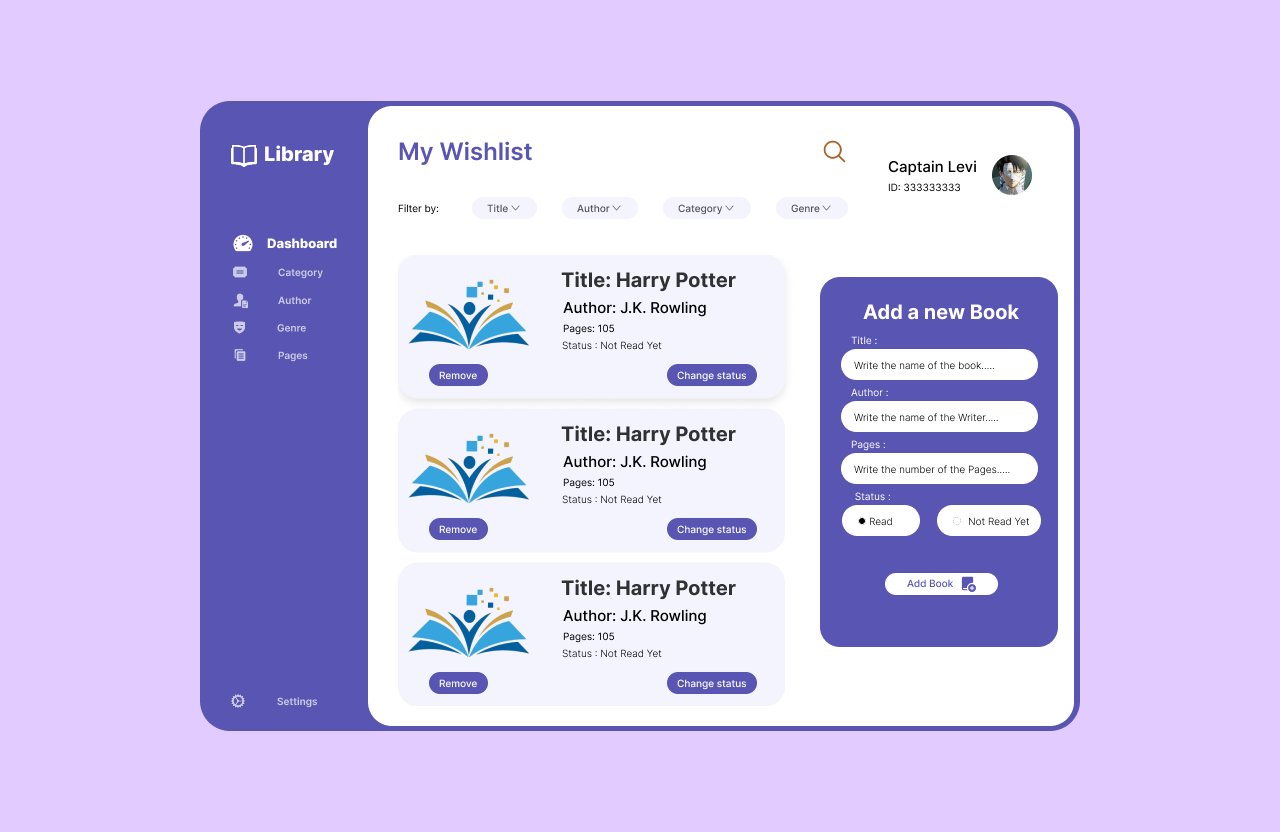 Library
Dashboard
Category
Author
Genre
Pages
Settings
My Wishlist
Captain Levi
ID: 333333333
Filter by:
Title
Author
Category
Genre
Title: Harry Potter
Author: J.K. Rowling
Pages: 105
Status : Not Read Yet
Remove
Change status
Title: Harry Potter
Author: J.K. Rowling
Pages: 105
Status : Not Read Yet
Remove
Change status
Title: Harry Potter
Author: J.K. Rowling
Pages: 105
Status : Not Read Yet
Remove
Change status
Add a new Book
Title :
Write the name of the book.....
Author :
Write the name of the Writer.....
Pages :
Write the number of the Pages.....
Status :
Read
Not Read Yet
Add Book